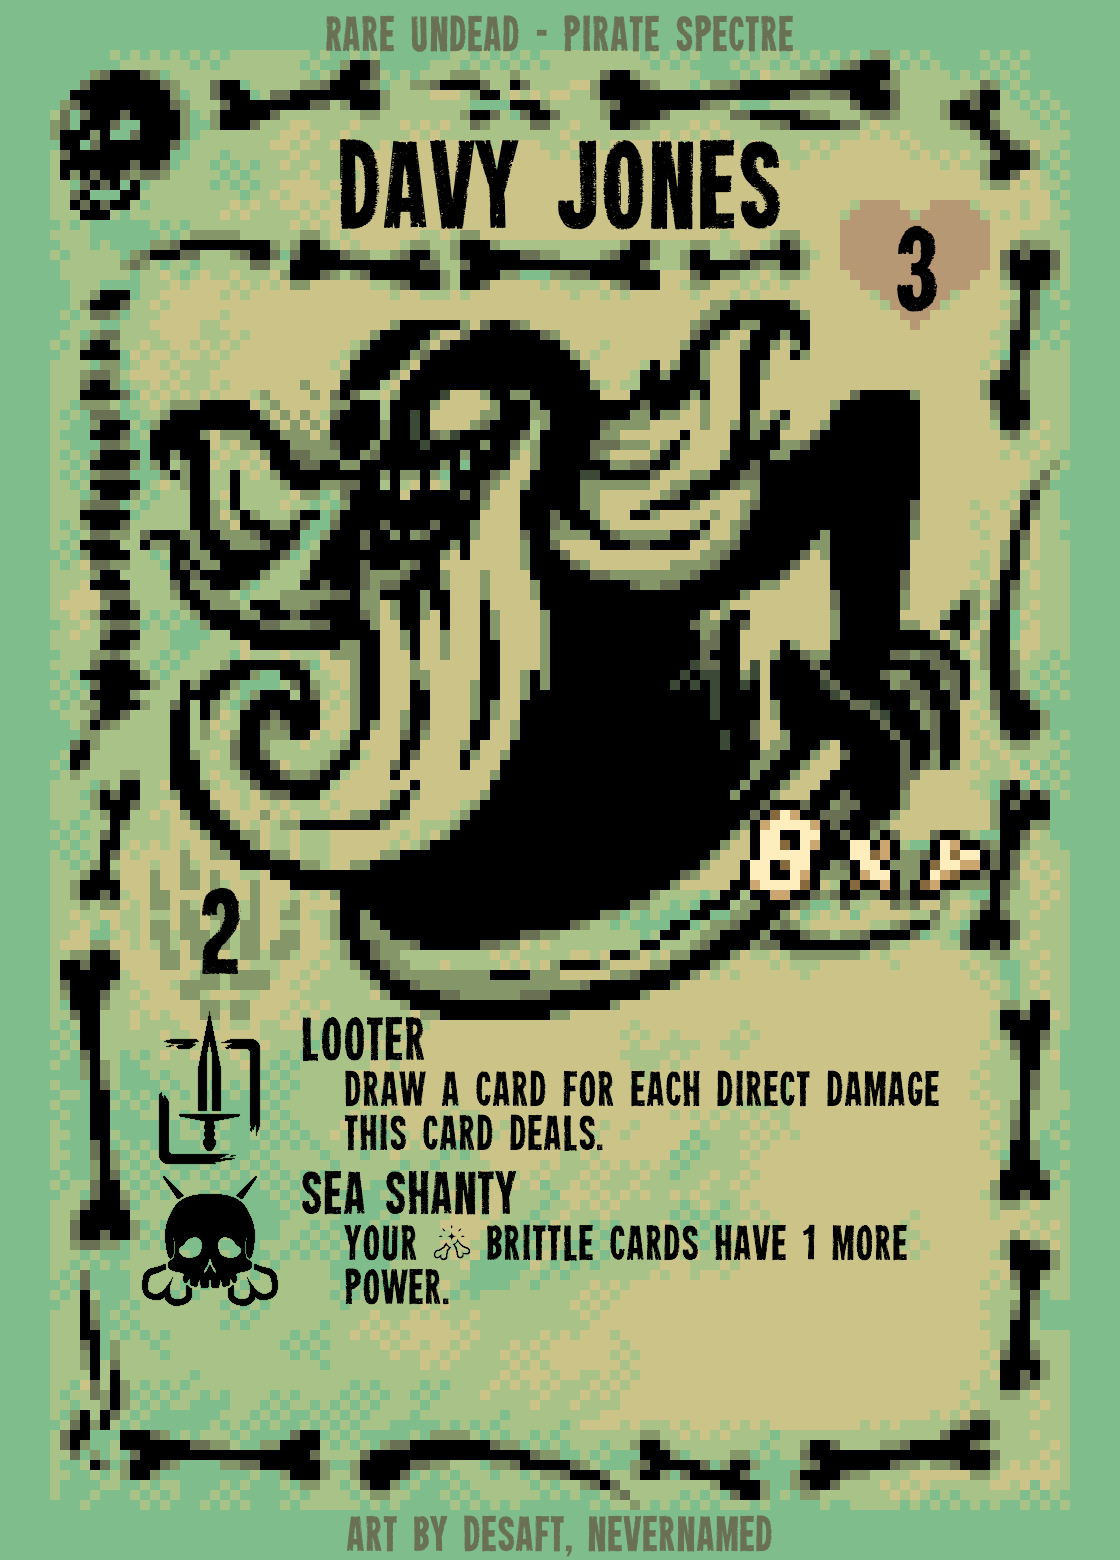 RARE UNDEAD - PIRATE SPECTRE
DAVY JONES
3
2
LOOTER
DRAW A CARD FOR EACH DIRECT DAMAGE
THIS CARD DEALS.
SEA SHANTY
YOUR BRITTLE CARDS HAVE 1 MORE
POWER.
ART BY DESAFT, NEVERNAMED